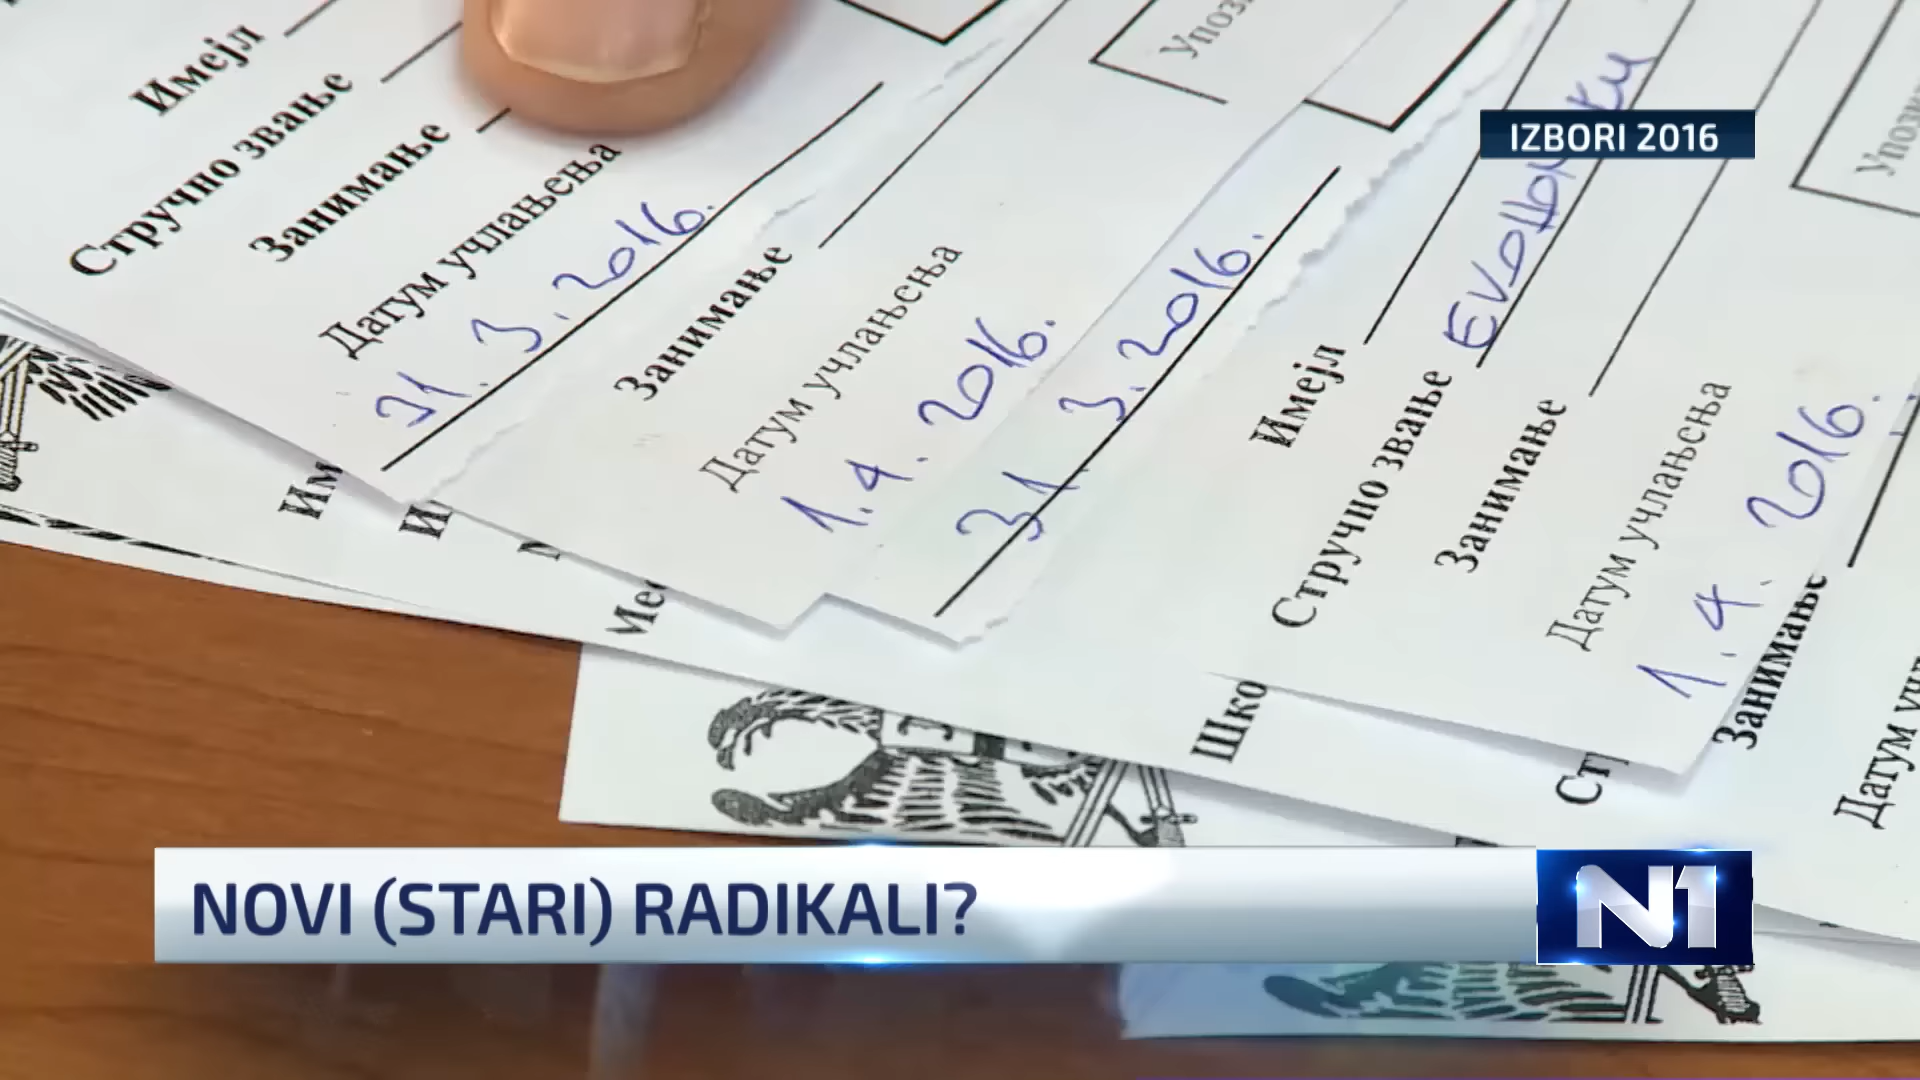 Имејл
Стручно звање
Занимање
Датум учлањења
31. 3. 2016.
Занимање
Датум учлањења
1. 4. 2016.
31. 3. 2016.
Имејл
Стручно звање
Занимање
Датум учлањења
1. 4. 2016.
Занимање
Датум
IZBORI 2016
NOVI (STARI) RADIKALI?
N1